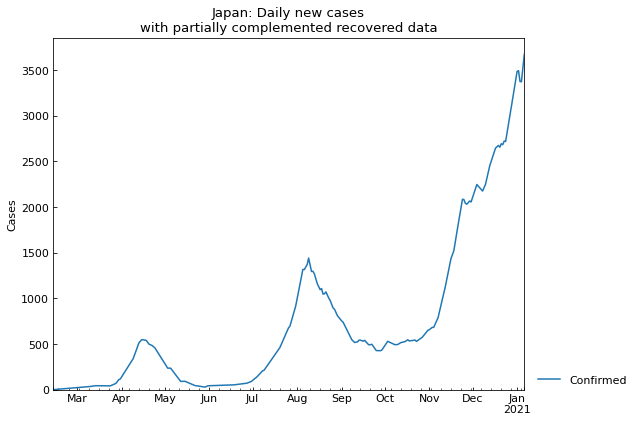 Japan: Daily new cases
with partially complemented recovered data
Cases
3500
3000
2500
2000
1500
1000
500
0
Mar Apr May Jun Jul Aug Sep Oct Nov Dec Jan
2021
Confirmed